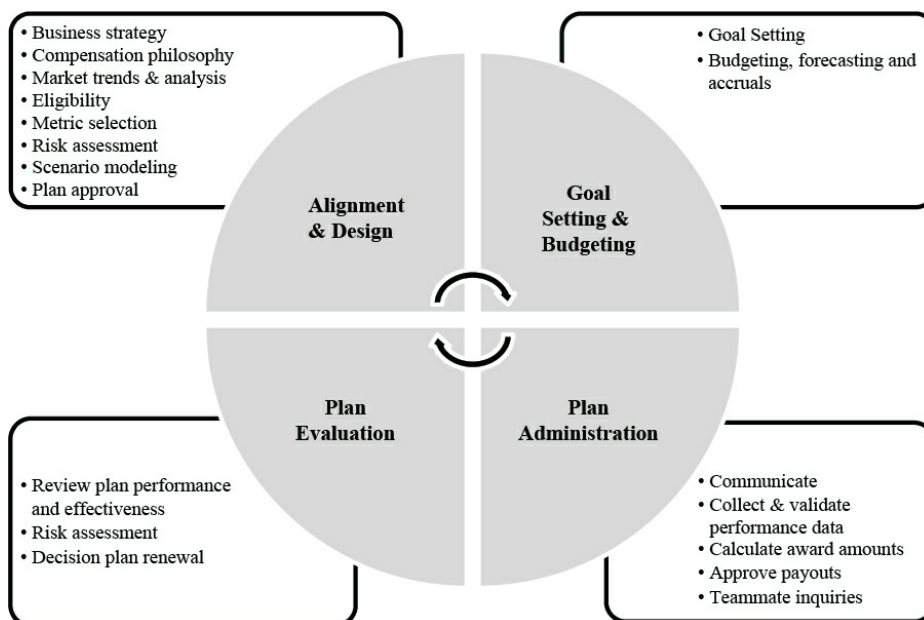 • Business strategy
• Compensation philosophy
• Market trends & analysis
• Eligibility
• Metric selection
• Risk assessment
• Scenario modeling
• Plan approval
• Goal Setting
• Budgeting, forecasting and
accruals
Alignment
& Design
Goal
Setting &
Budgeting
Plan
Evaluation
Plan
Administration
• Review plan performance
and effectiveness
• Risk assessment
• Decision plan renewal
• Communicate
• Collect & validate
performance data
• Calculate award amounts
• Approve payouts
• Teammate inquiries